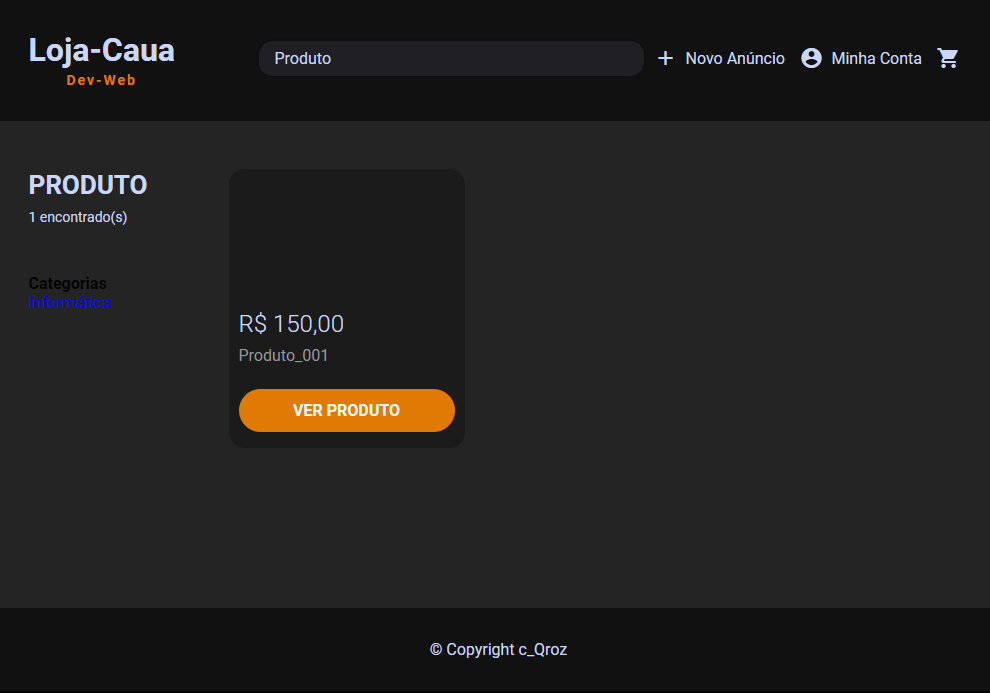 Loja-Caua
Dev-Web
Produto
Novo Anúncio
Minha Conta
PRODUTO
1 encontrado(s)
Categorias
Informática
R$ 150,00
Produto_001
VER PRODUTO
© Copyright c_Qroz